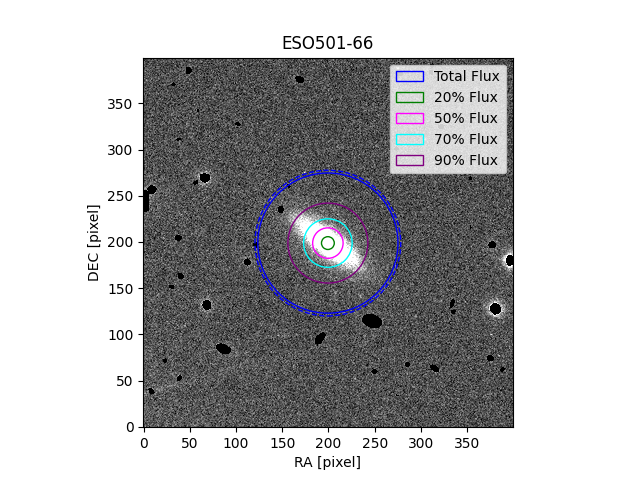 ESO501-66
Total Flux
20% Flux
50% Flux
70% Flux
90% Flux
350
300
250
200
150
100
50
0
DEC [pixel]
0 50 100 150 200 250 300 350
RA [pixel]